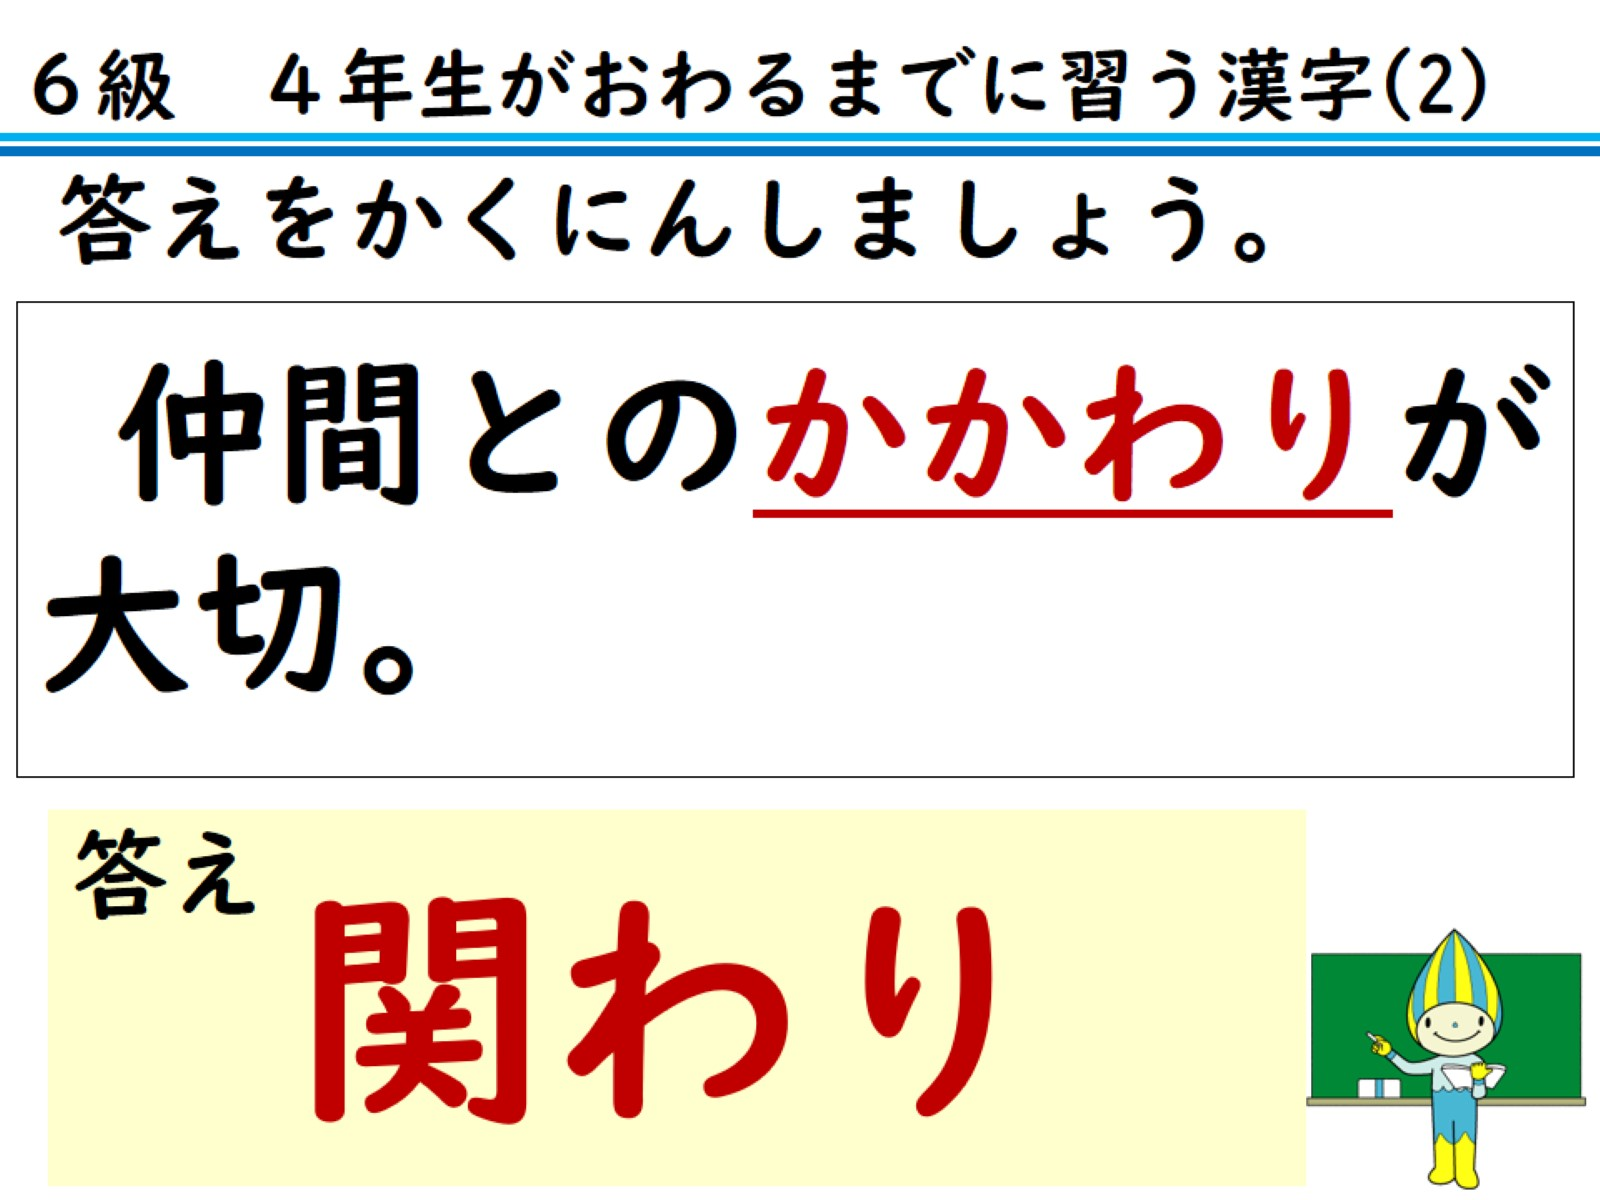 ６級　４年生がおわるまでに習う漢字(2)
答えをかくにんしましょう。
仲間とのかかわりが
大切。
答え
関わり